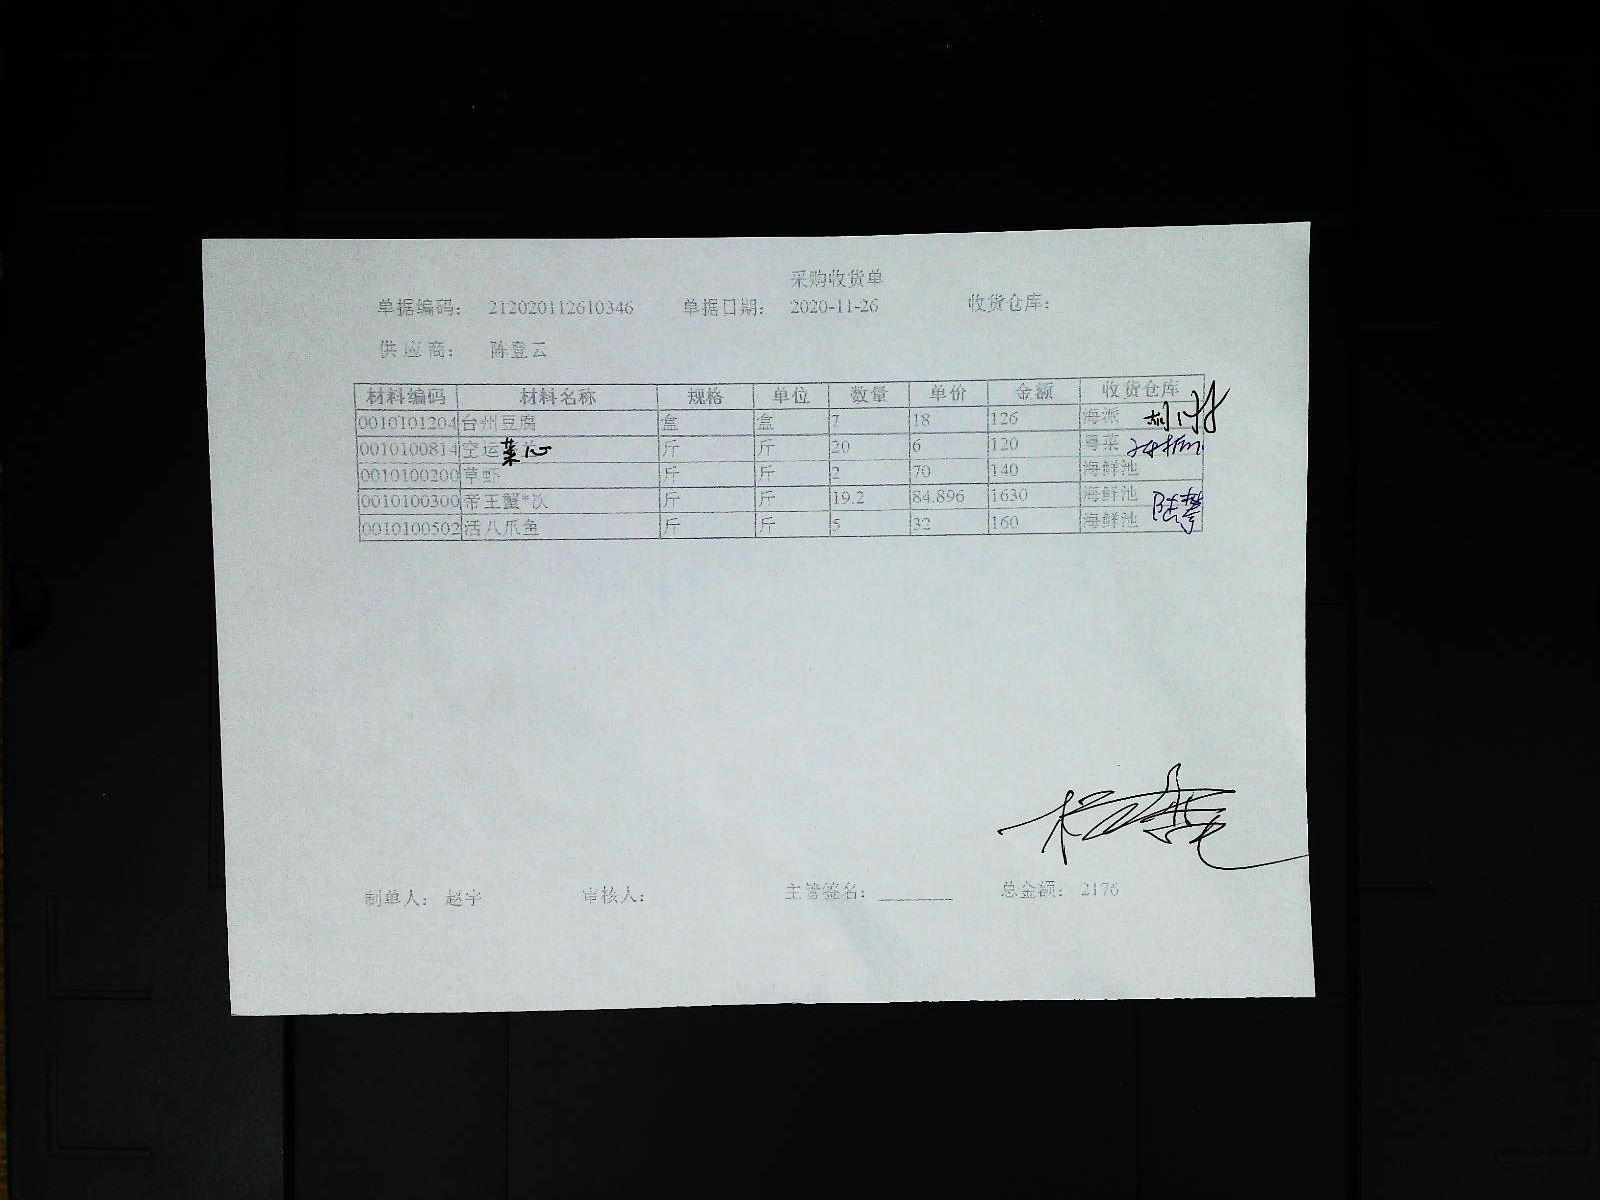 采购收货单
单据编码： 212020112610346 单据日期： 2020-11-26 收货仓库：
供 应 商： 陈登云
材料编码 材料名称 规格 单位 数量 单价 金额 收货仓库
0010101204 台州豆腐 盒 盒 7 18 126 海派
0010100814 空运菜心 斤 斤 20 6 120 粤菜
0010100200 草虾 斤 斤 2 70 140 海鲜池
0010100300 帝王蟹*次 斤 斤 19.2 84.896 1630 海鲜池
0010100502 活八爪鱼 斤 斤 5 32 160 海鲜池
制单人： 赵宇 审核人： 主管签名： 总金额： 2176